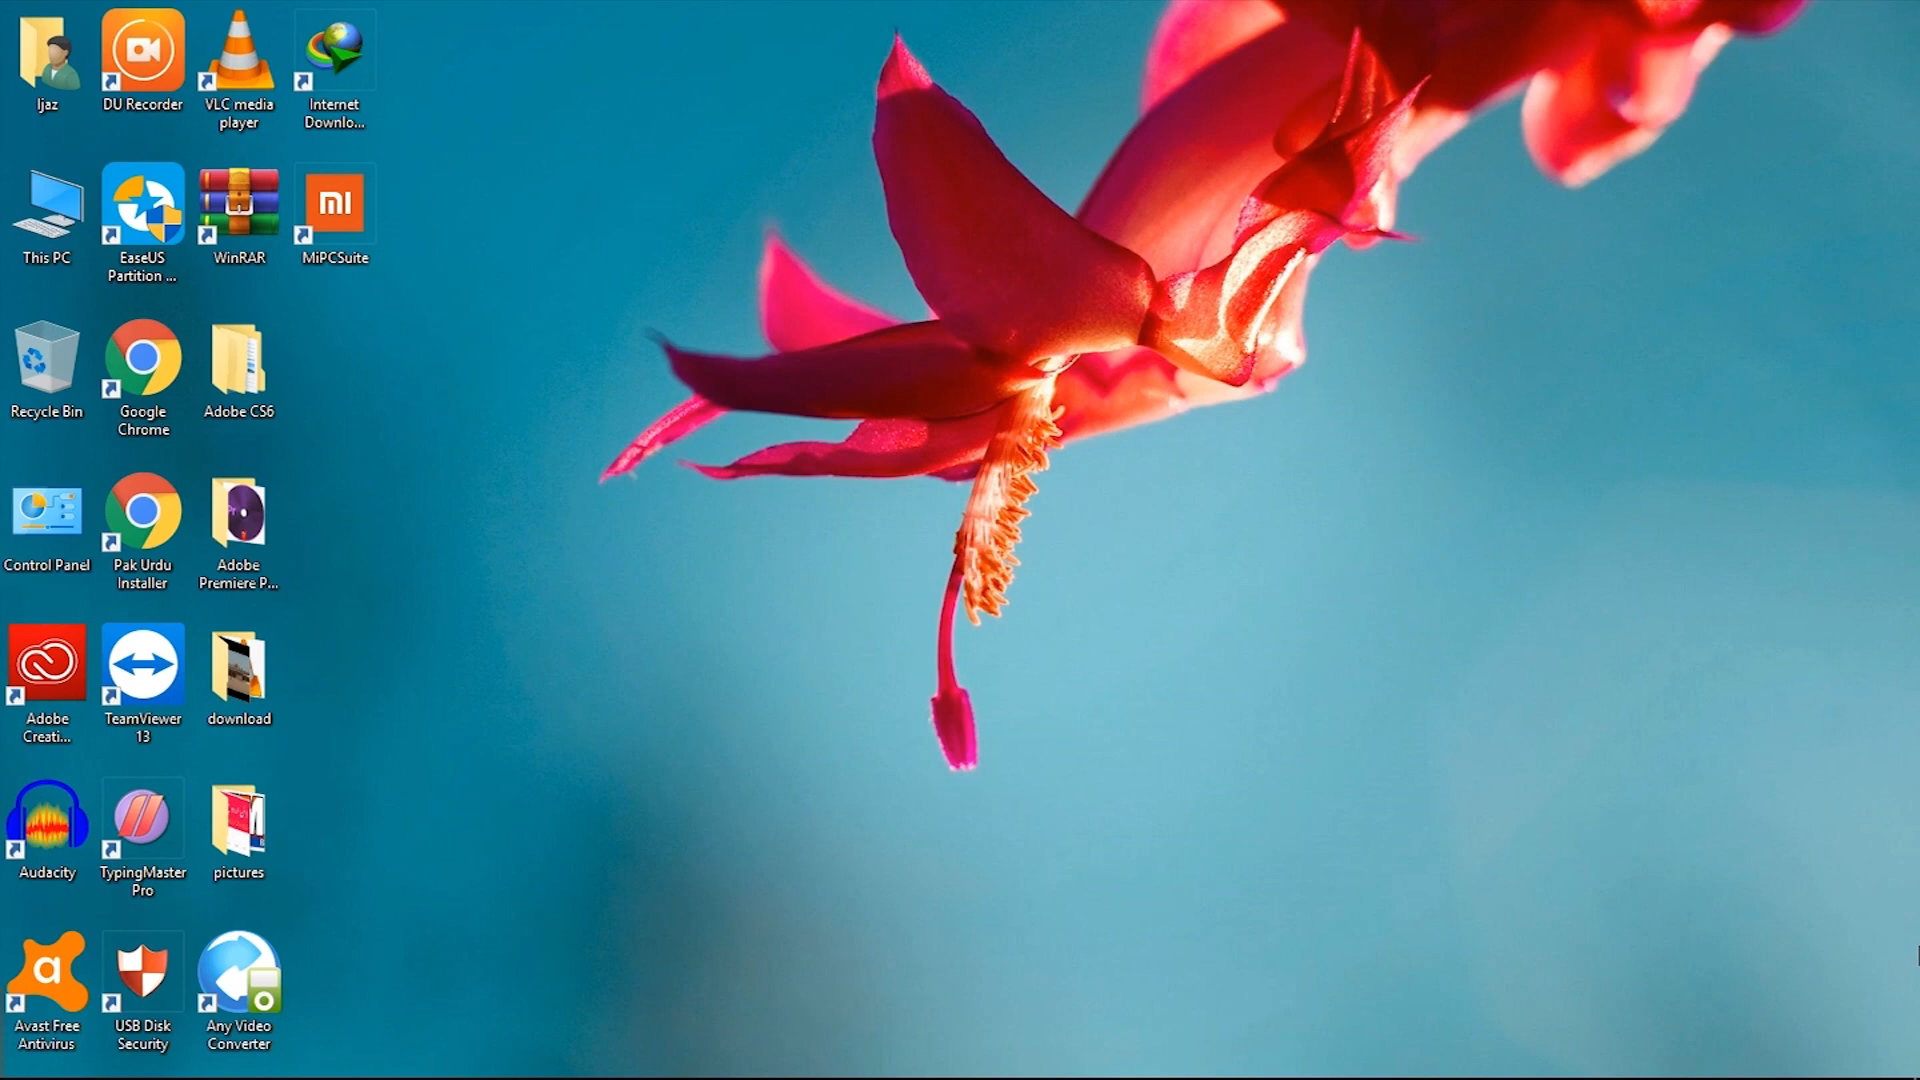 Ijaz
DU Recorder
VLC media
player
Internet
Downlo...
This PC
EaseUS
Partition ...
WinRAR
MI
MiPCSuite
Recycle Bin
Google
Chrome
Adobe CS6
Control Panel
Pak Urdu
Installer
Pr
Adobe
Premiere P...
Adobe
Creati...
TeamViewer
13
download
Audacity
TypingMaster
Pro
pictures
a
Avast Free
Antivirus
USB Disk
Security
Any Video
Converter